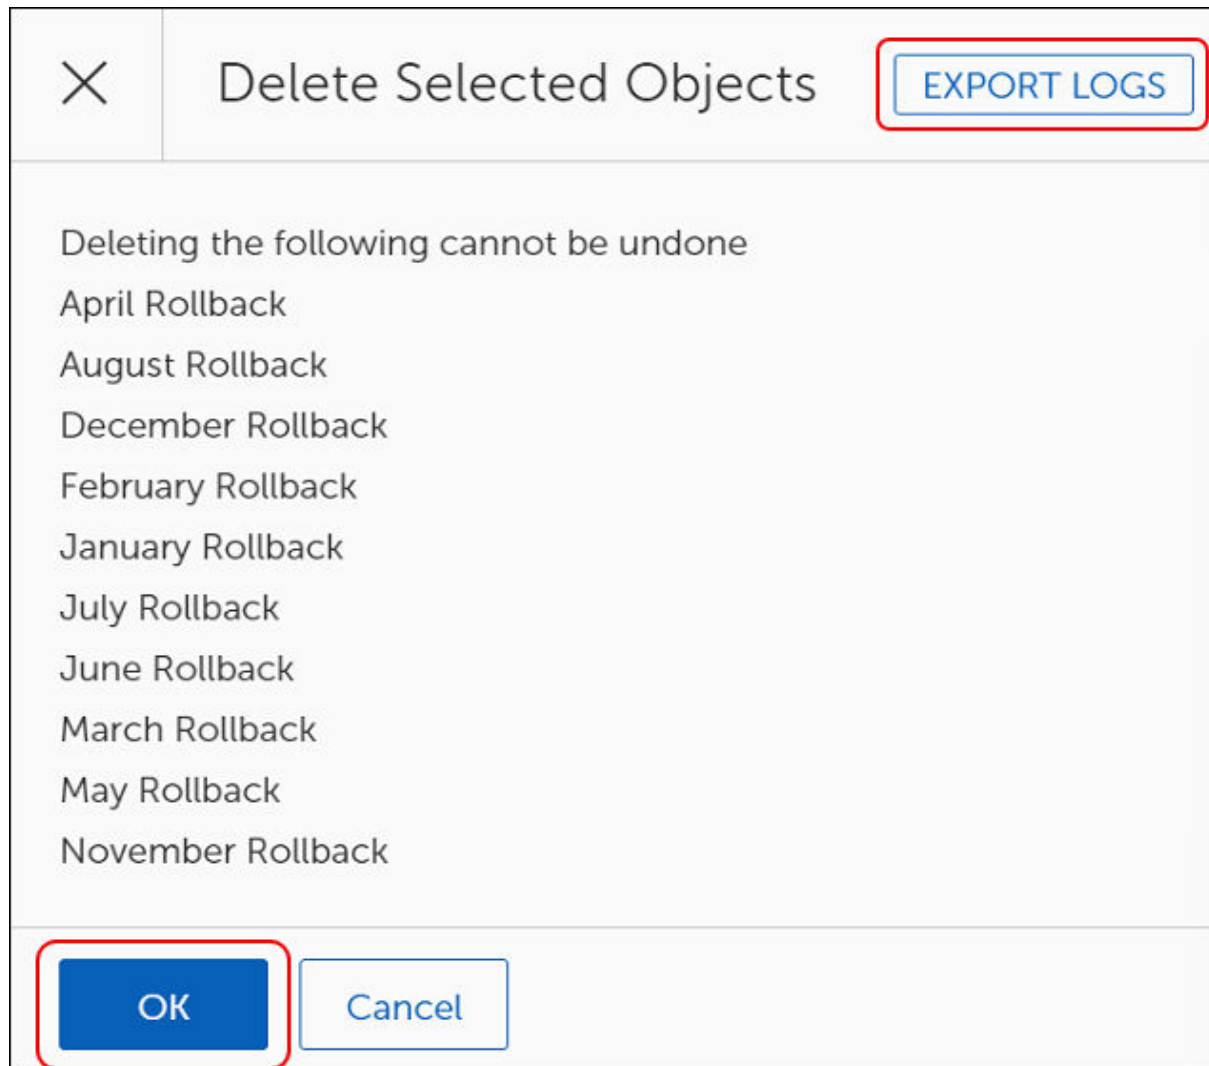 Delete Selected Objects
EXPORT LOGS
Deleting the following cannot be undone
April Rollback
August Rollback
December Rollback
February Rollback
January Rollback
July Rollback
June Rollback
March Rollback
May Rollback
November Rollback
OK
Cancel